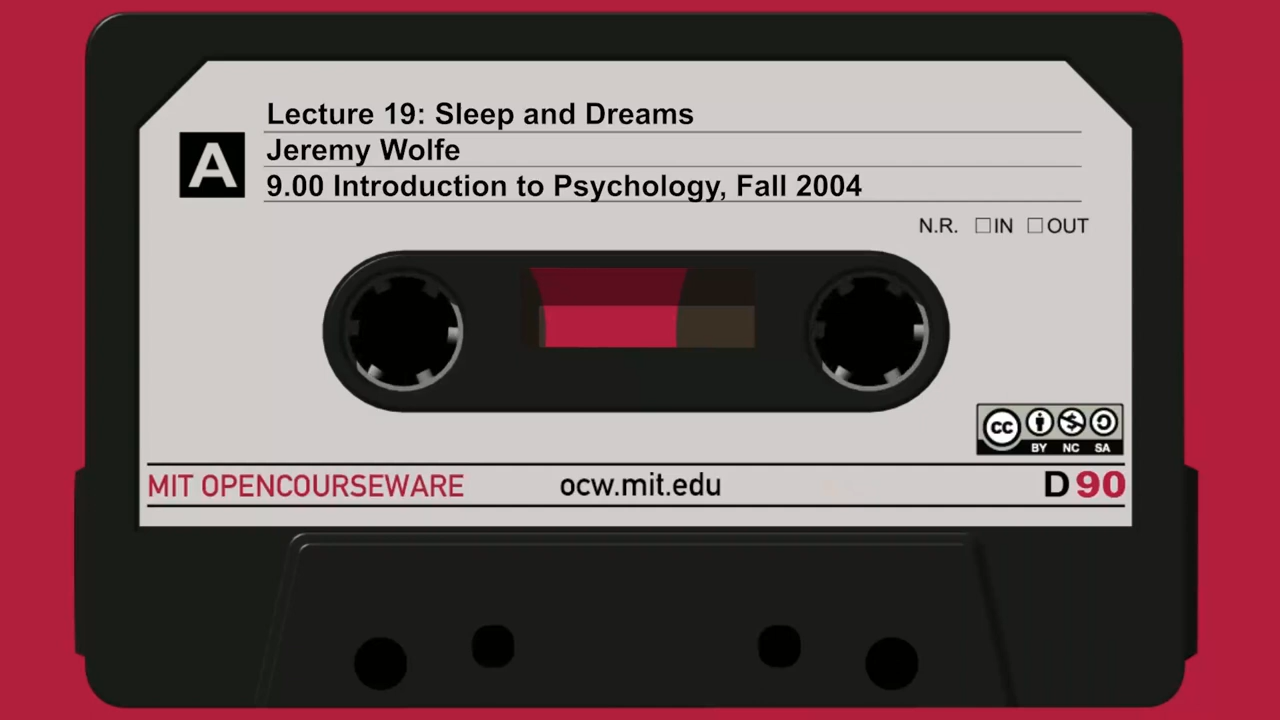 Lecture 19: Sleep and Dreams
A
Jeremy Wolfe
9.00 Introduction to Psychology, Fall 2004
N.R. □IN □OUT
cc BY NC SA
MIT OPENCOURSEWARE ocw.mit.edu D90